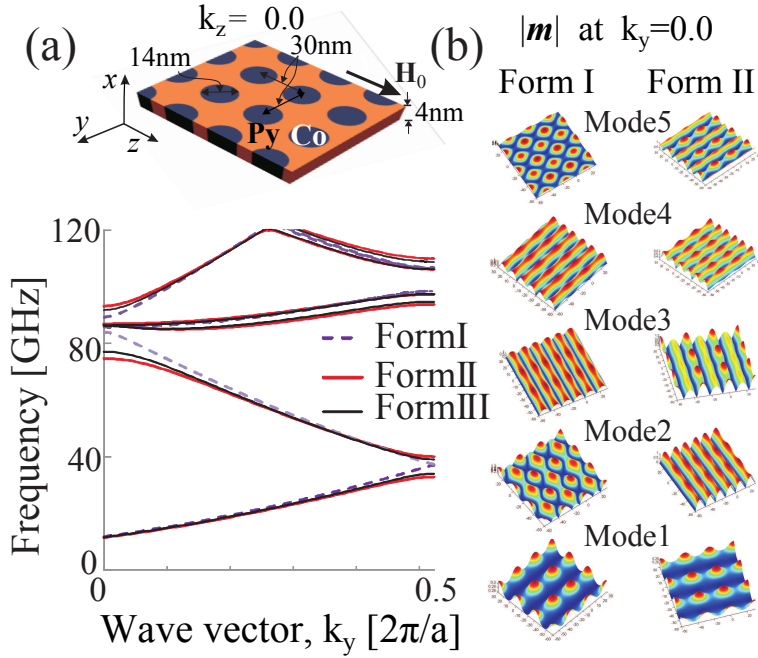 (a)
k_z = 0.0
14nm
30nm
H_0
4nm
x
y
z
Py
Co
120
80
40
0
Frequency [GHz]
FormI
FormII
FormIII
0
0.5
Wave vector, k_y [2π/a]
(b)
|m| at k_y=0.0
Form I Form II
Mode5
Mode4
Mode3
Mode2
Mode1